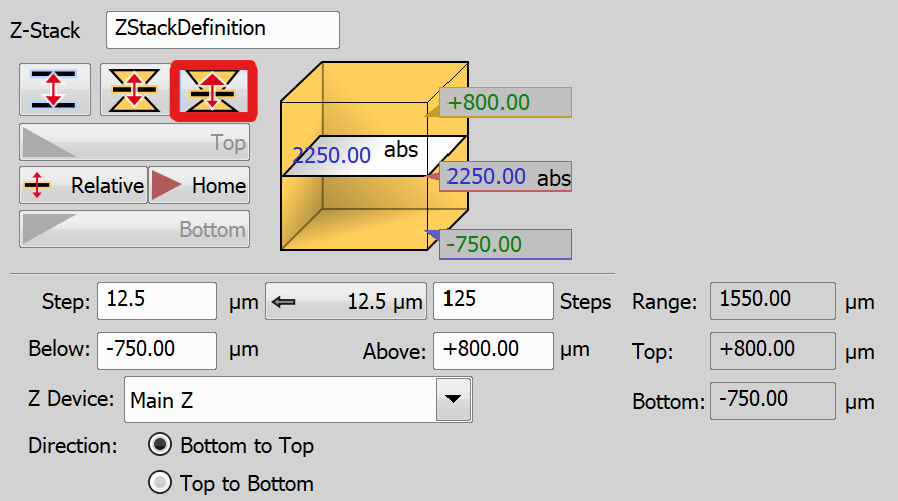 Z-Stack ZStackDefinition
+800.00
Top
2250.00 abs
2250.00 abs
Relative Home
Bottom
-750.00
Step: 12.5 µm 12.5 µm 125 Steps Range: 1550.00 µm
Below: -750.00 µm Above: +800.00 µm Top: +800.00 µm
Z Device: Main Z Bottom: -750.00 µm
Direction: Bottom to Top
Top to Bottom